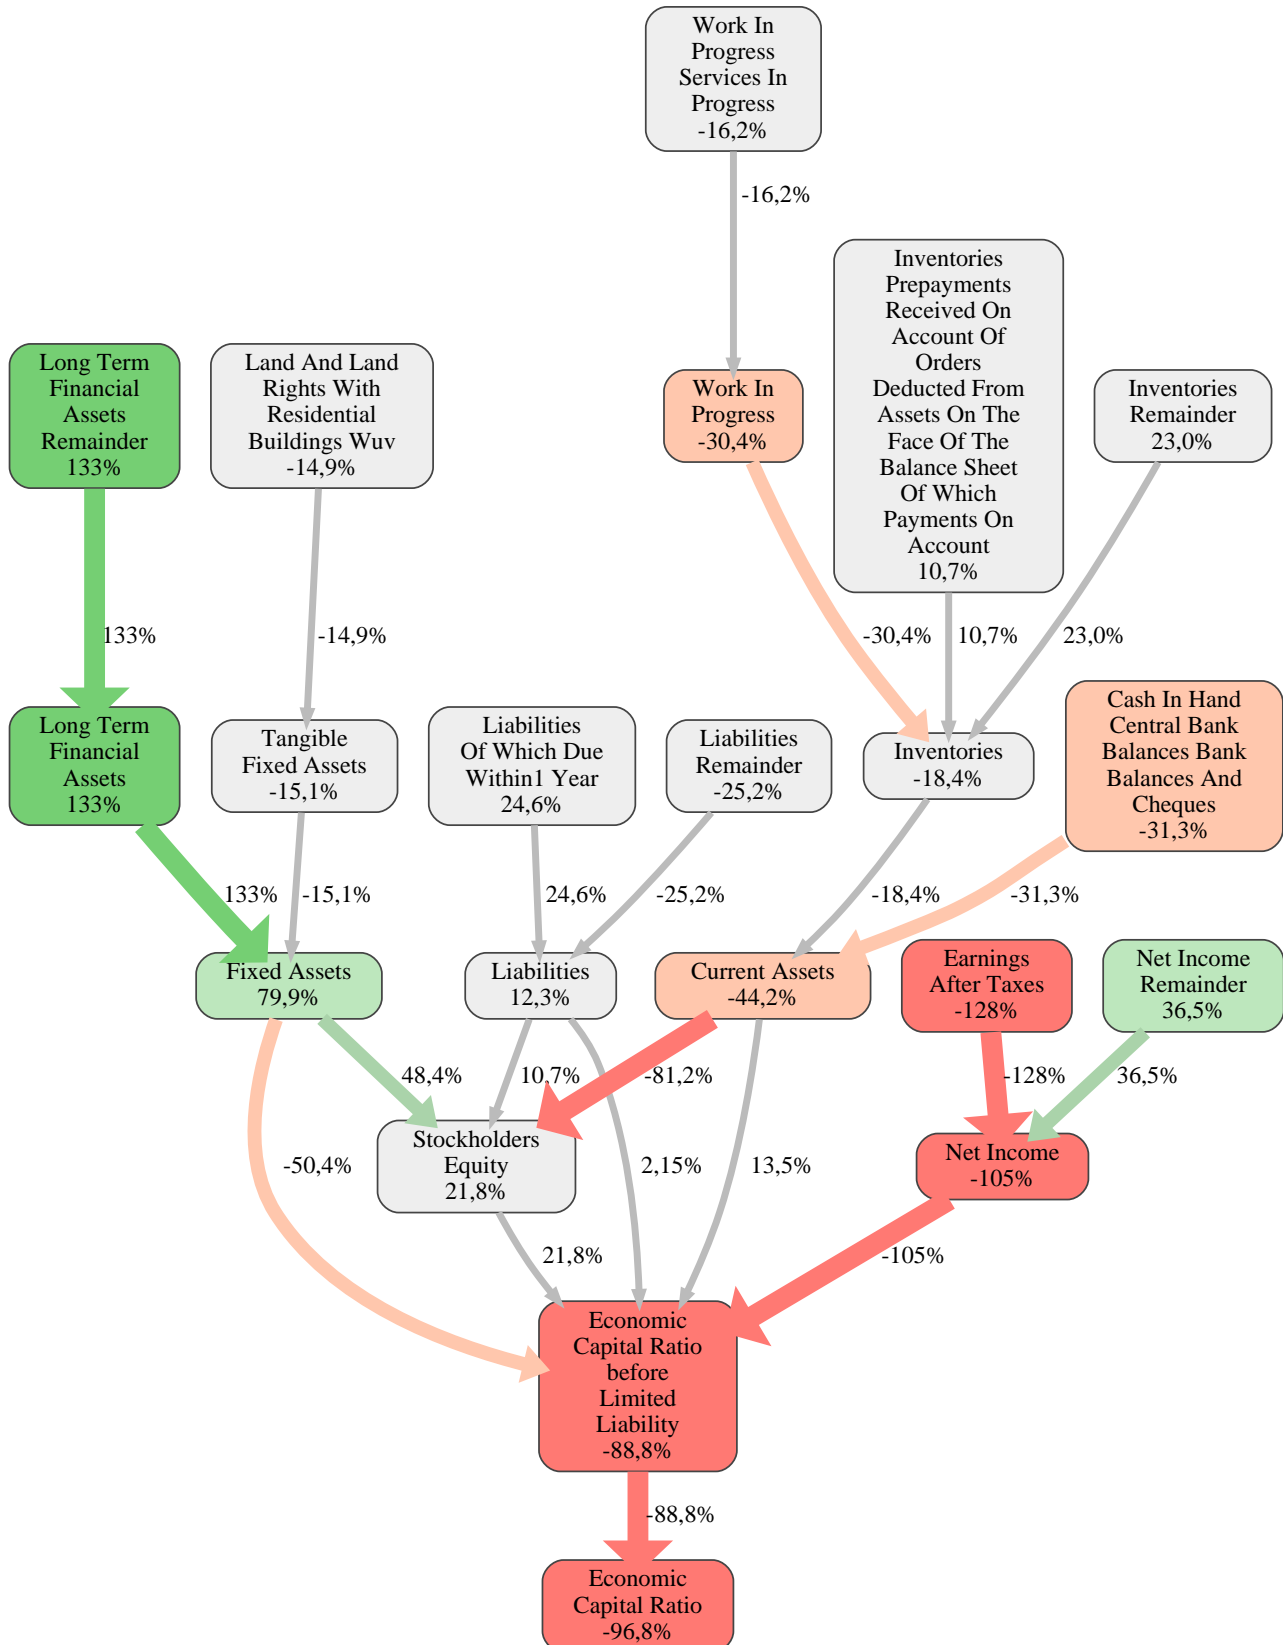 Work In
Progress
Services In
Progress
-16,2%
-16,2%
Inventories
Prepayments
Received On
Account Of
Orders
Deducted From
Assets On The
Face Of The
Balance Sheet
Of Which
Payments On
Account
10,7%
Long Term
Financial
Assets
Remainder
133%
Land And Land
Rights With
Residential
Buildings Wuv
-14,9%
Work In
Progress
-30,4%
Inventories
Remainder
23,0%
133%
-14,9%
-30,4%
10,7%
23,0%
Long Term
Financial
Assets
133%
Tangible
Fixed Assets
-15,1%
Liabilities
Of Which Due
Within1 Year
24,6%
Liabilities
Remainder
-25,2%
Inventories
-18,4%
Cash In Hand
Central Bank
Balances Bank
Balances And
Cheques
-31,3%
133%
-15,1%
24,6%
-25,2%
-18,4%
-31,3%
Fixed Assets
79,9%
Liabilities
12,3%
Current Assets
-44,2%
Earnings
After Taxes
-128%
Net Income
Remainder
36,5%
48,4%
10,7%
-81,2%
-128%
36,5%
Stockholders
Equity
21,8%
Net Income
-105%
-50,4%
2,15%
13,5%
21,8%
-105%
Economic
Capital Ratio
before
Limited
Liability
-88,8%
-88,8%
Economic
Capital Ratio
-96,8%